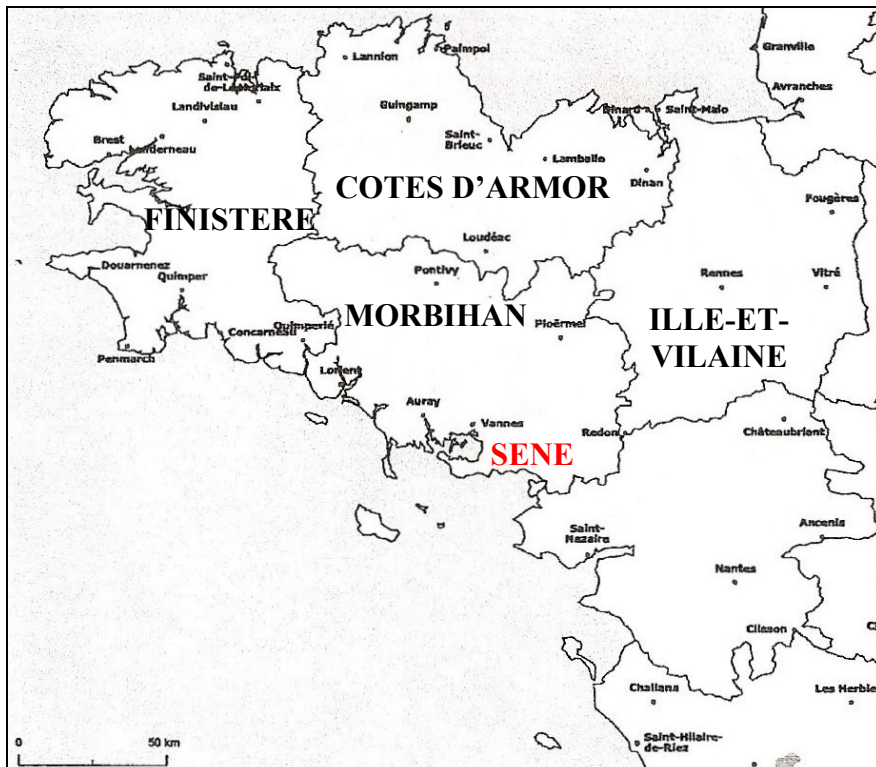 Granville
Lannion
Paimpol
Saint-Pol-
de-Léon
Morlaix
Avranches
Landivisiau
Guingamp
Dinard
Saint-Malo
Brest
Landerneau
Saint-
Brieuc
Lamballe
Dinan
COTES D'ARMOR
FINISTERE
Fougères
Loudéac
Douarnenez
Quimper
Pontivy
Rennes
Vitré
MORBIHAN
ILLE-ET-
VILAINE
Concarneau
Quimperlé
Ploërmel
Penmarch
Lorient
Auray
Vannes
Redon
Châteaubriant
SENE
Saint-
Nazaire
Ancenis
Nantes
Clisson
Challans
Les Herbie
Saint-Hilaire-
de-Riez
0
50 km